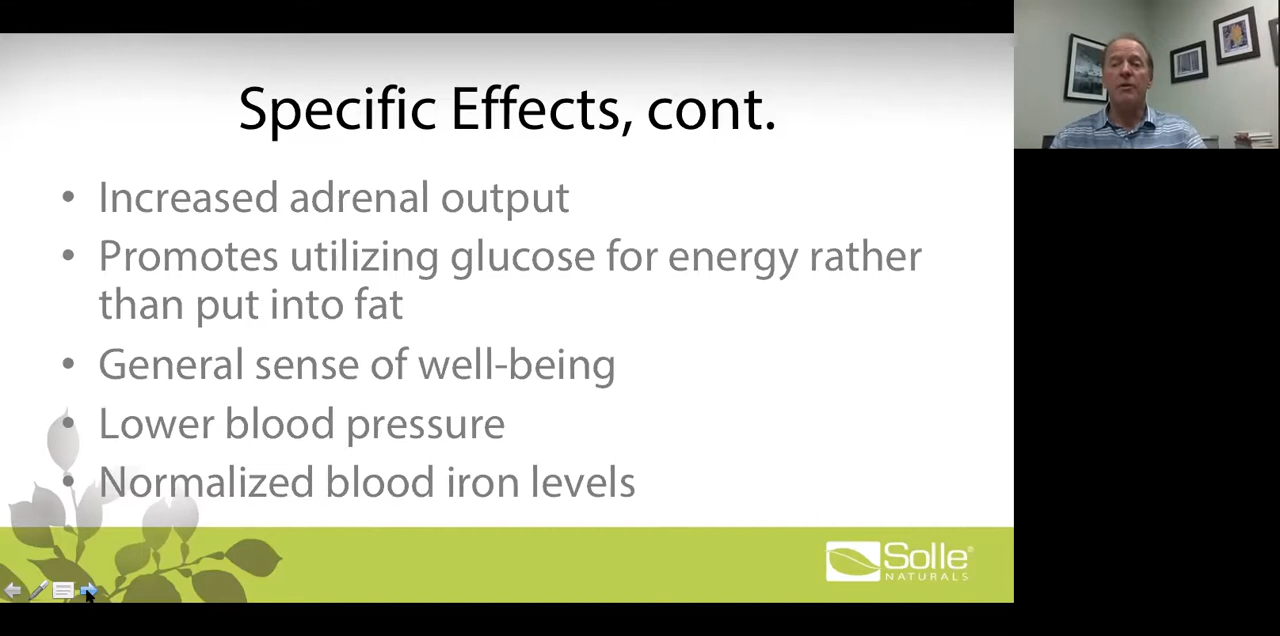 Specific Effects, cont.
• Increased adrenal output
• Promotes utilizing glucose for energy rather
than put into fat
• General sense of well-being
• Lower blood pressure
• Normalized blood iron levels
Solle®
NATURALS